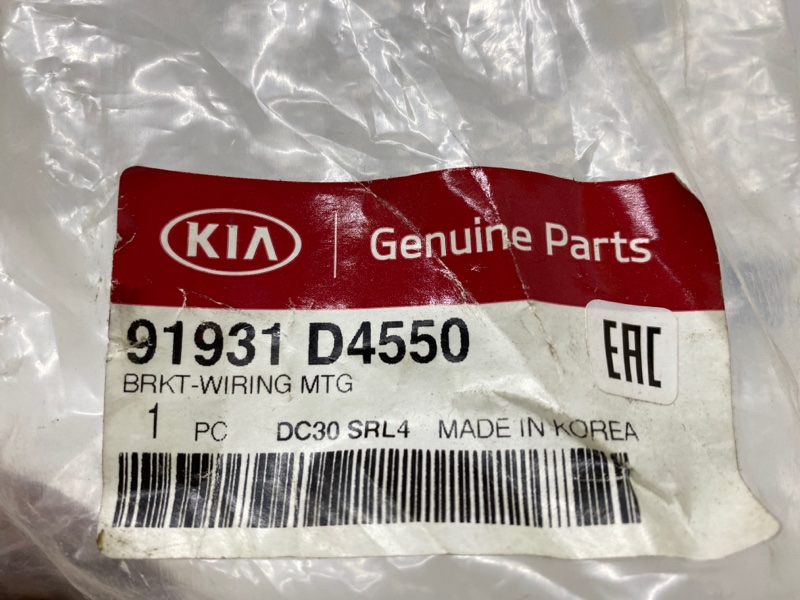 KIA Genuine Parts
91931 D4550
EAC
BRKT-WIRING MTG
1 PC DC30 SRL4 MADE IN KOREA